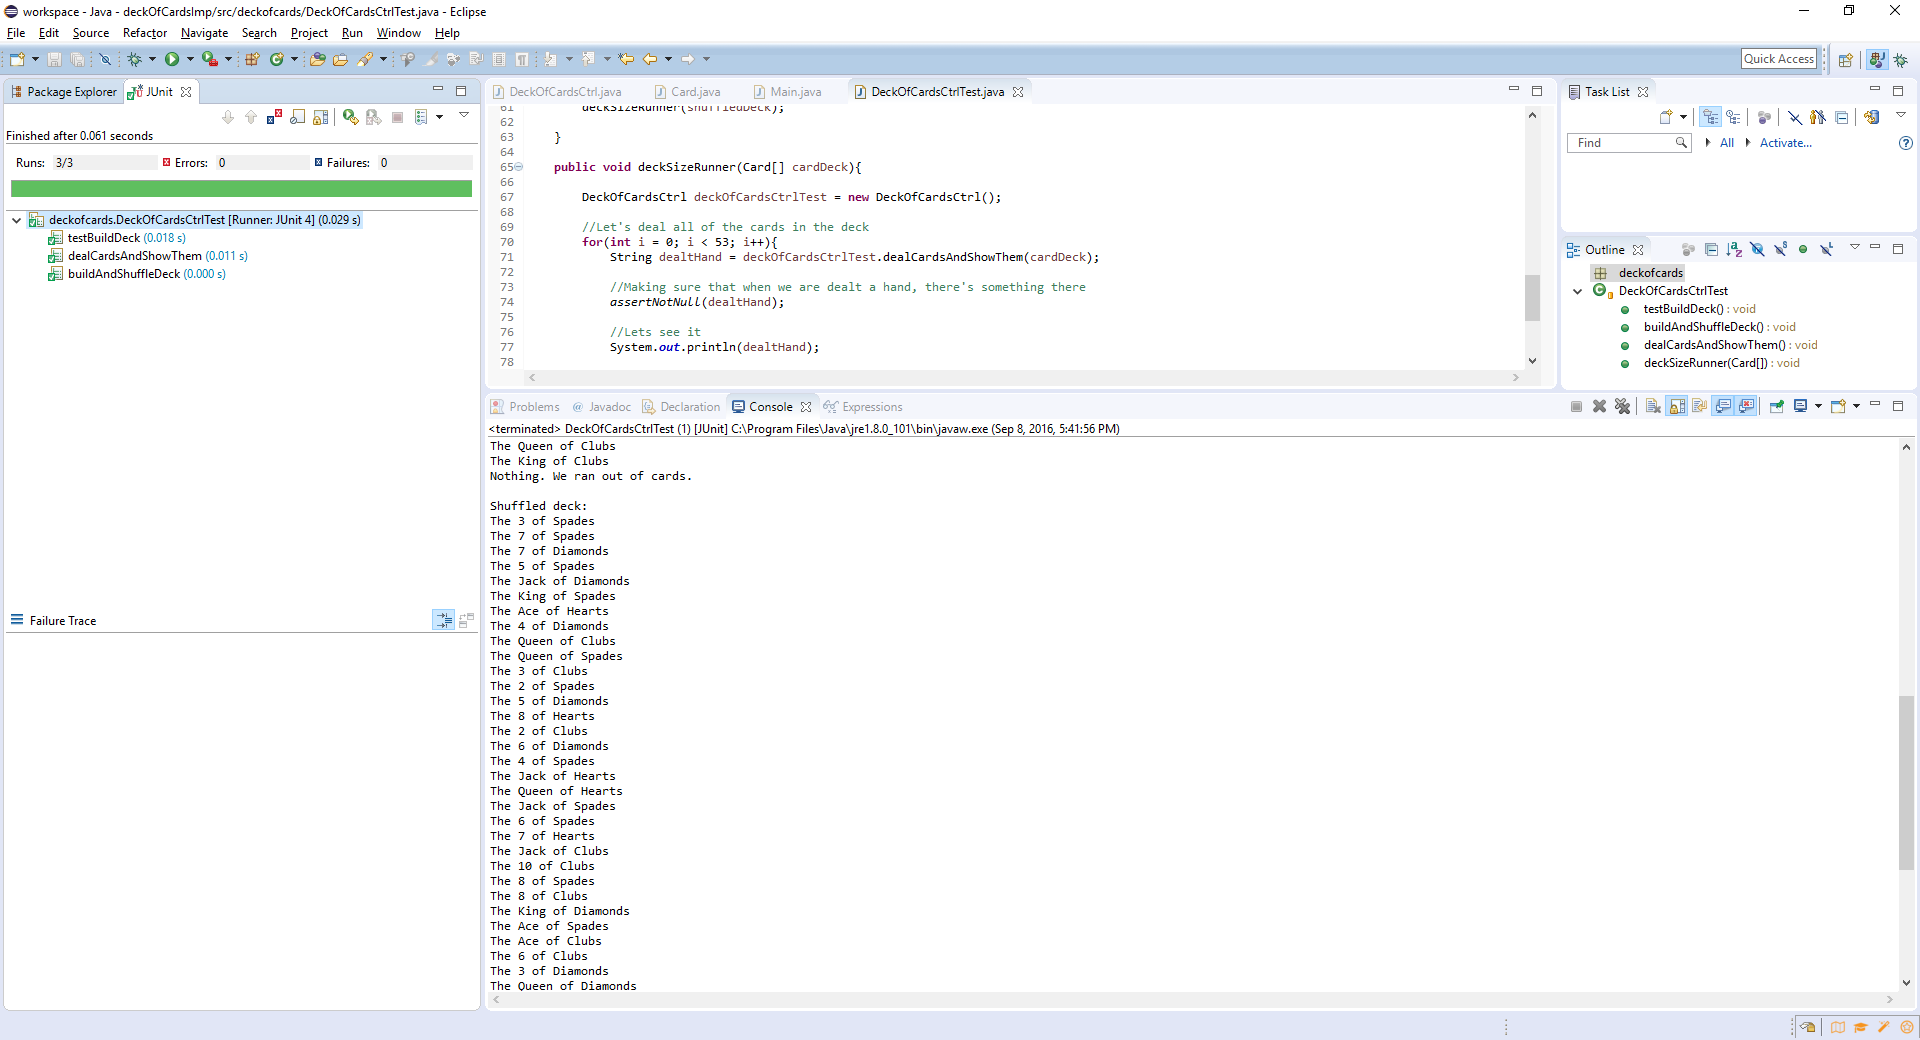 workspace - Java - deckOfCardsImp/src/deckofcards/DeckOfCardsCtrlTest.java - Eclipse
File Edit Source Refactor Navigate Search Project Run Window Help
Quick Access
Package Explorer JUnit
Finished after 0.061 seconds
Runs: 3/3 Errors: 0 Failures: 0
deckofcards.DeckOfCardsCtrlTest [Runner: JUnit 4] (0.029 s)
testBuildDeck (0.018 s)
dealCardsAndShowThem (0.011 s)
buildAndShuffleDeck (0.000 s)
Failure Trace
DeckOfCardsCtrl.java Card.java Main.java DeckOfCardsCtrlTest.java
61 deckSizeRunner(shuffledDeck);
62
63 }
64
65 public void deckSizeRunner(Card[] cardDeck){
66
67 DeckOfCardsCtrl deckOfCardsCtrlTest = new DeckOfCardsCtrl();
68
69 //Let's deal all of the cards in the deck
70 for(int i = 0; i < 53; i++){
71 String dealtHand = deckOfCardsCtrlTest.dealCardsAndShowThem(cardDeck);
72
73 //Making sure that when we are dealt a hand, there's something there
74 assertNotNull(dealtHand);
75
76 //Lets see it
77 System.out.println(dealtHand);
78
Task List
Find All Activate...
Outline
deckofcards
DeckOfCardsCtrlTest
testBuildDeck() : void
buildAndShuffleDeck() : void
dealCardsAndShowThem() : void
deckSizeRunner(Card[]) : void
Problems Javadoc Declaration Console Expressions
<terminated> DeckOfCardsCtrlTest (1) [JUnit] C:\Program Files\Java\jre1.8.0_101\bin\javaw.exe (Sep 8, 2016, 5:41:56 PM)
The Queen of Clubs
The King of Clubs
Nothing. We ran out of cards.
Shuffled deck:
The 3 of Spades
The 7 of Spades
The 7 of Diamonds
The 5 of Spades
The Jack of Diamonds
The King of Spades
The Ace of Hearts
The 4 of Diamonds
The Queen of Clubs
The Queen of Spades
The 3 of Clubs
The 2 of Spades
The 5 of Diamonds
The 8 of Hearts
The 2 of Clubs
The 6 of Diamonds
The 4 of Spades
The Jack of Hearts
The Queen of Hearts
The Jack of Spades
The 6 of Spades
The 7 of Hearts
The Jack of Clubs
The 10 of Clubs
The 8 of Spades
The 8 of Clubs
The King of Diamonds
The Ace of Spades
The Ace of Clubs
The 6 of Clubs
The 3 of Diamonds
The Queen of Diamonds